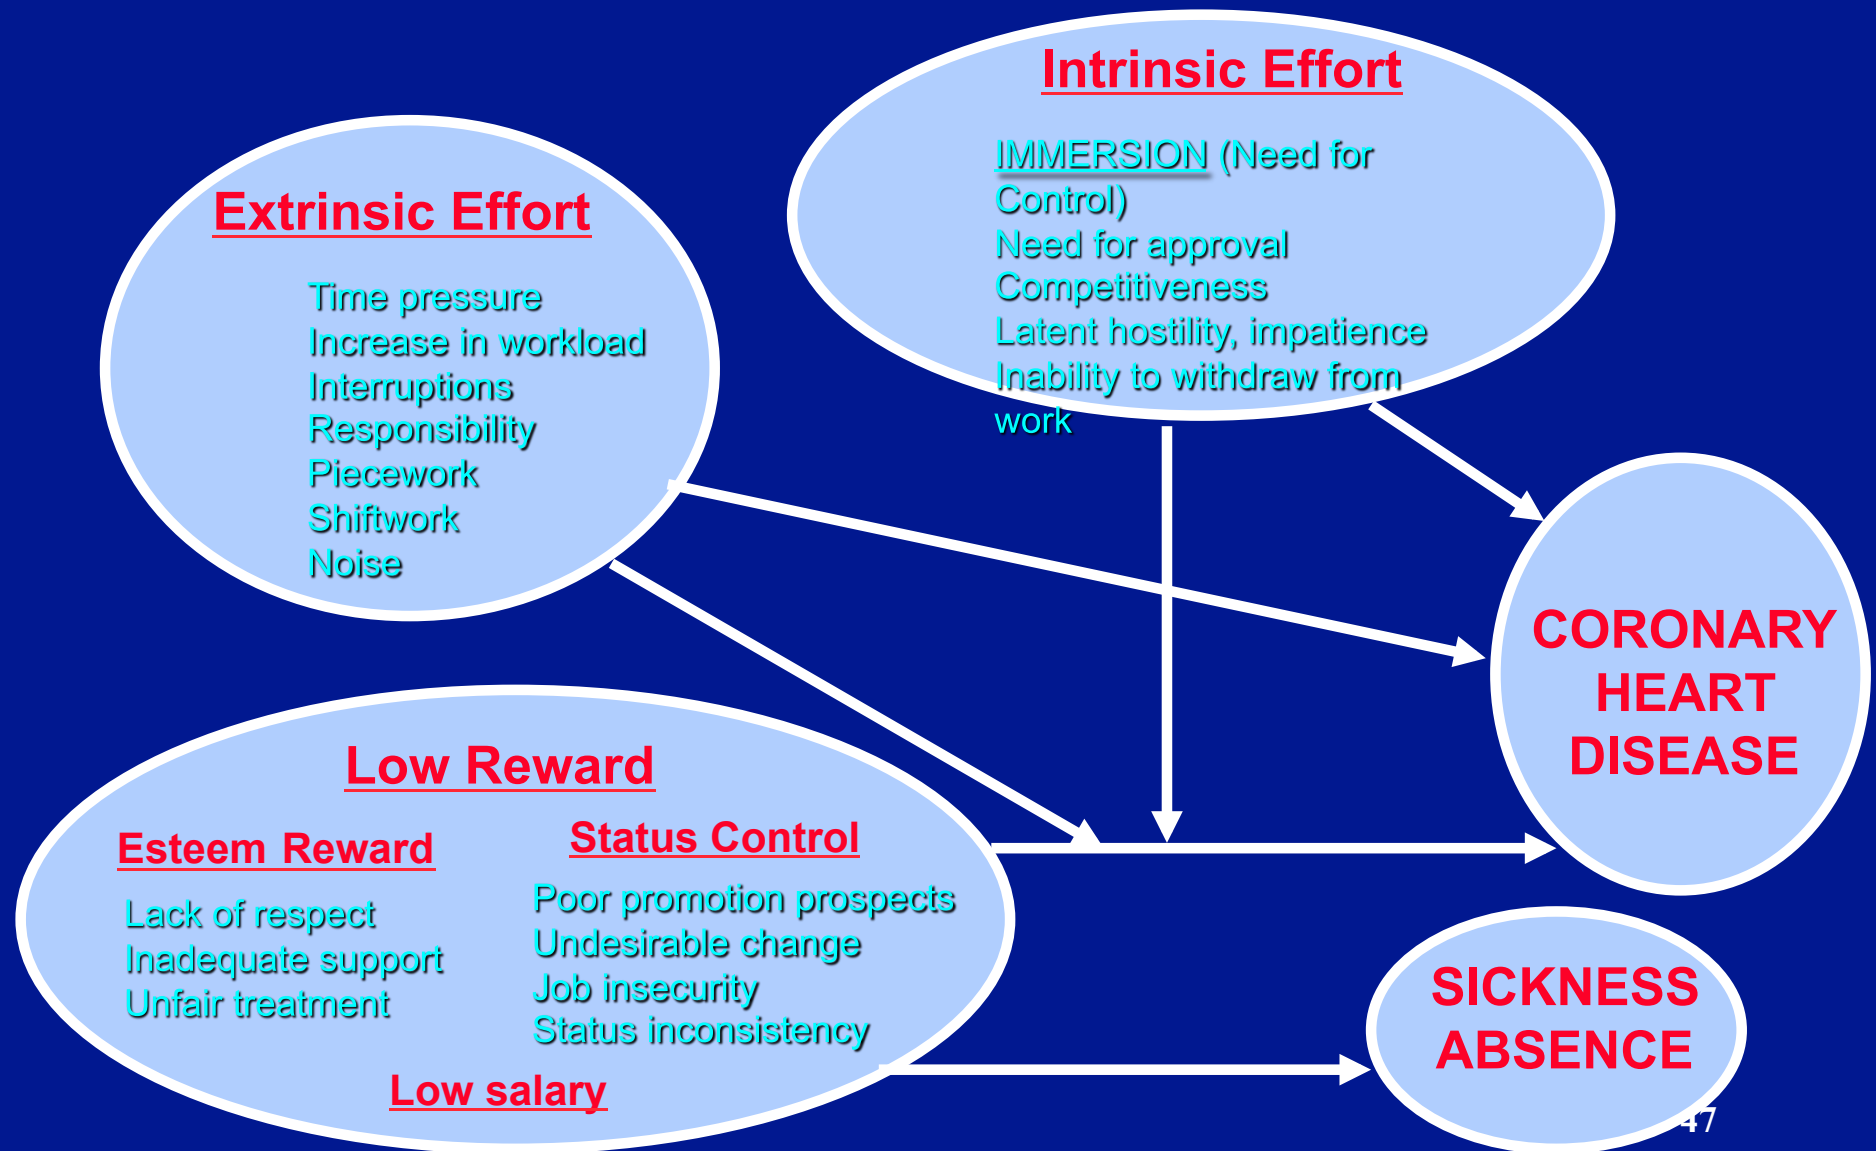 Intrinsic Effort
IMMERSION (Need for
Control)
Need for approval
Competitiveness
Latent hostility, impatience
Inability to withdraw from
work
Extrinsic Effort
Time pressure
Increase in workload
Interruptions
Responsibility
Piecework
Shiftwork
Noise
CORONARY
HEART
DISEASE
Low Reward
Esteem Reward
Lack of respect
Inadequate support
Unfair treatment
Status Control
Poor promotion prospects
Undesirable change
Job insecurity
Status inconsistency
Low salary
SICKNESS
ABSENCE
47